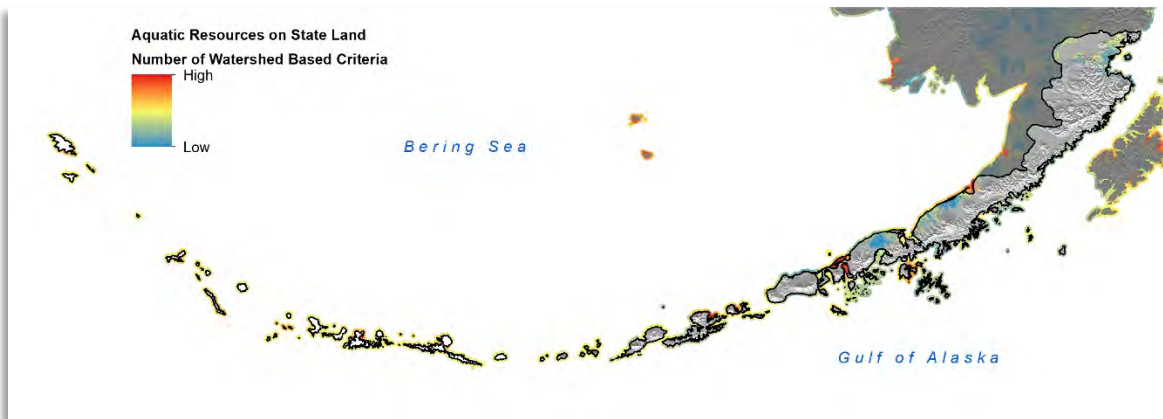 Aquatic Resources on State Land
Number of Watershed Based Criteria
High
Low
Bering Sea
Gulf of Alaska